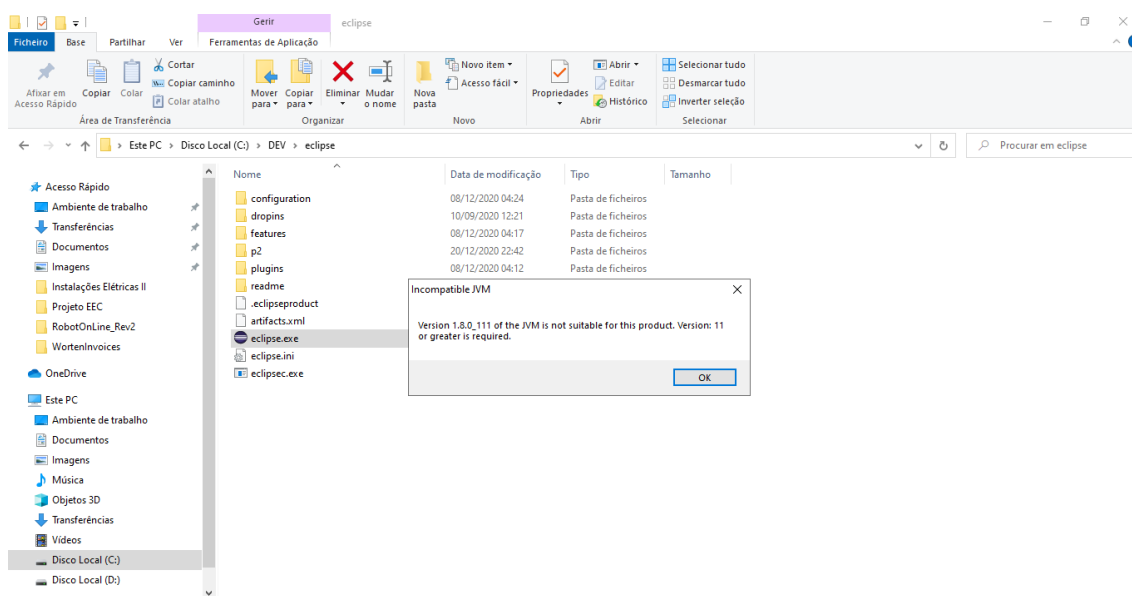 Gerir
eclipse
Ficheiro Base Partilhar Ver Ferramentas de Aplicação
Afixar em
Acesso Rápido
Copiar
Colar
Cortar
Copiar caminho
Colar atalho
Área de Transferência
Mover
para
Copiar
para
Eliminar
Mudar
o nome
Organizar
Nova
pasta
Novo item
Acesso fácil
Novo
Propriedades
Abrir
Editar
Histórico
Abrir
Selecionar tudo
Desmarcar tudo
Inverter seleção
Selecionar
Este PC > Disco Local (C:) > DEV > eclipse
Procurar em eclipse
Acesso Rápido
Ambiente de trabalho
Transferências
Documentos
Imagens
Instalações Elétricas II
Projeto EEC
RobotOnLine_Rev2
WortenInvoices
OneDrive
Este PC
Ambiente de trabalho
Documentos
Imagens
Música
Objetos 3D
Transferências
Vídeos
Disco Local (C:)
Disco Local (D:)
Nome Data de modificação Tipo Tamanho
configuration 08/12/2020 04:24 Pasta de ficheiros
dropins 10/09/2020 12:21 Pasta de ficheiros
features 08/12/2020 04:17 Pasta de ficheiros
p2 20/12/2020 22:42 Pasta de ficheiros
plugins 08/12/2020 04:12 Pasta de ficheiros
readme
.eclipseproduct
artifacts.xml
eclipse.exe
eclipse.ini
eclipsec.exe
Incompatible JVM
Version 1.8.0_111 of the JVM is not suitable for this product. Version: 11
or greater is required.
OK